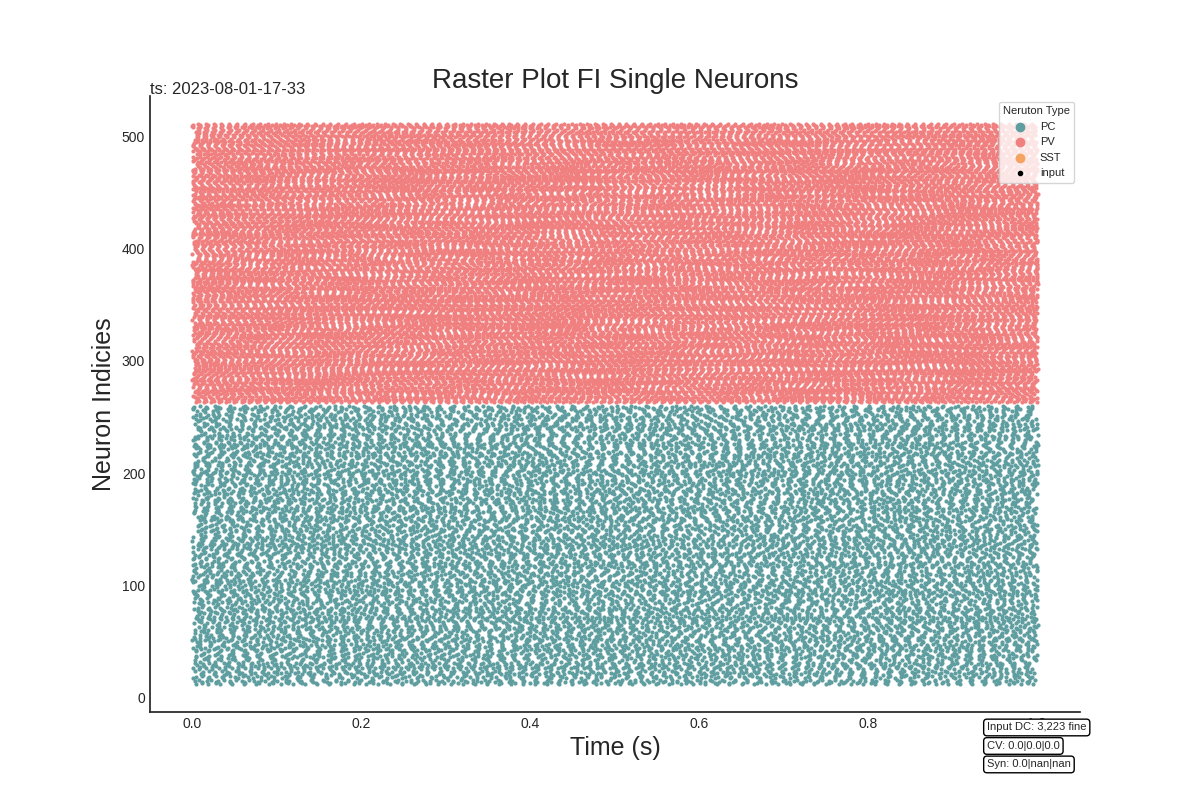 Raster Plot FI Single Neurons
ts: 2023-08-01-17-33
Neruton Type
PC
PV
SST
input
Neuron Indicies
500
400
300
200
100
0
0.0 0.2 0.4 0.6 0.8
Time (s)
Input DC: 3,223 fine
CV: 0.0|0.0|0.0
Syn: 0.0|nan|nan